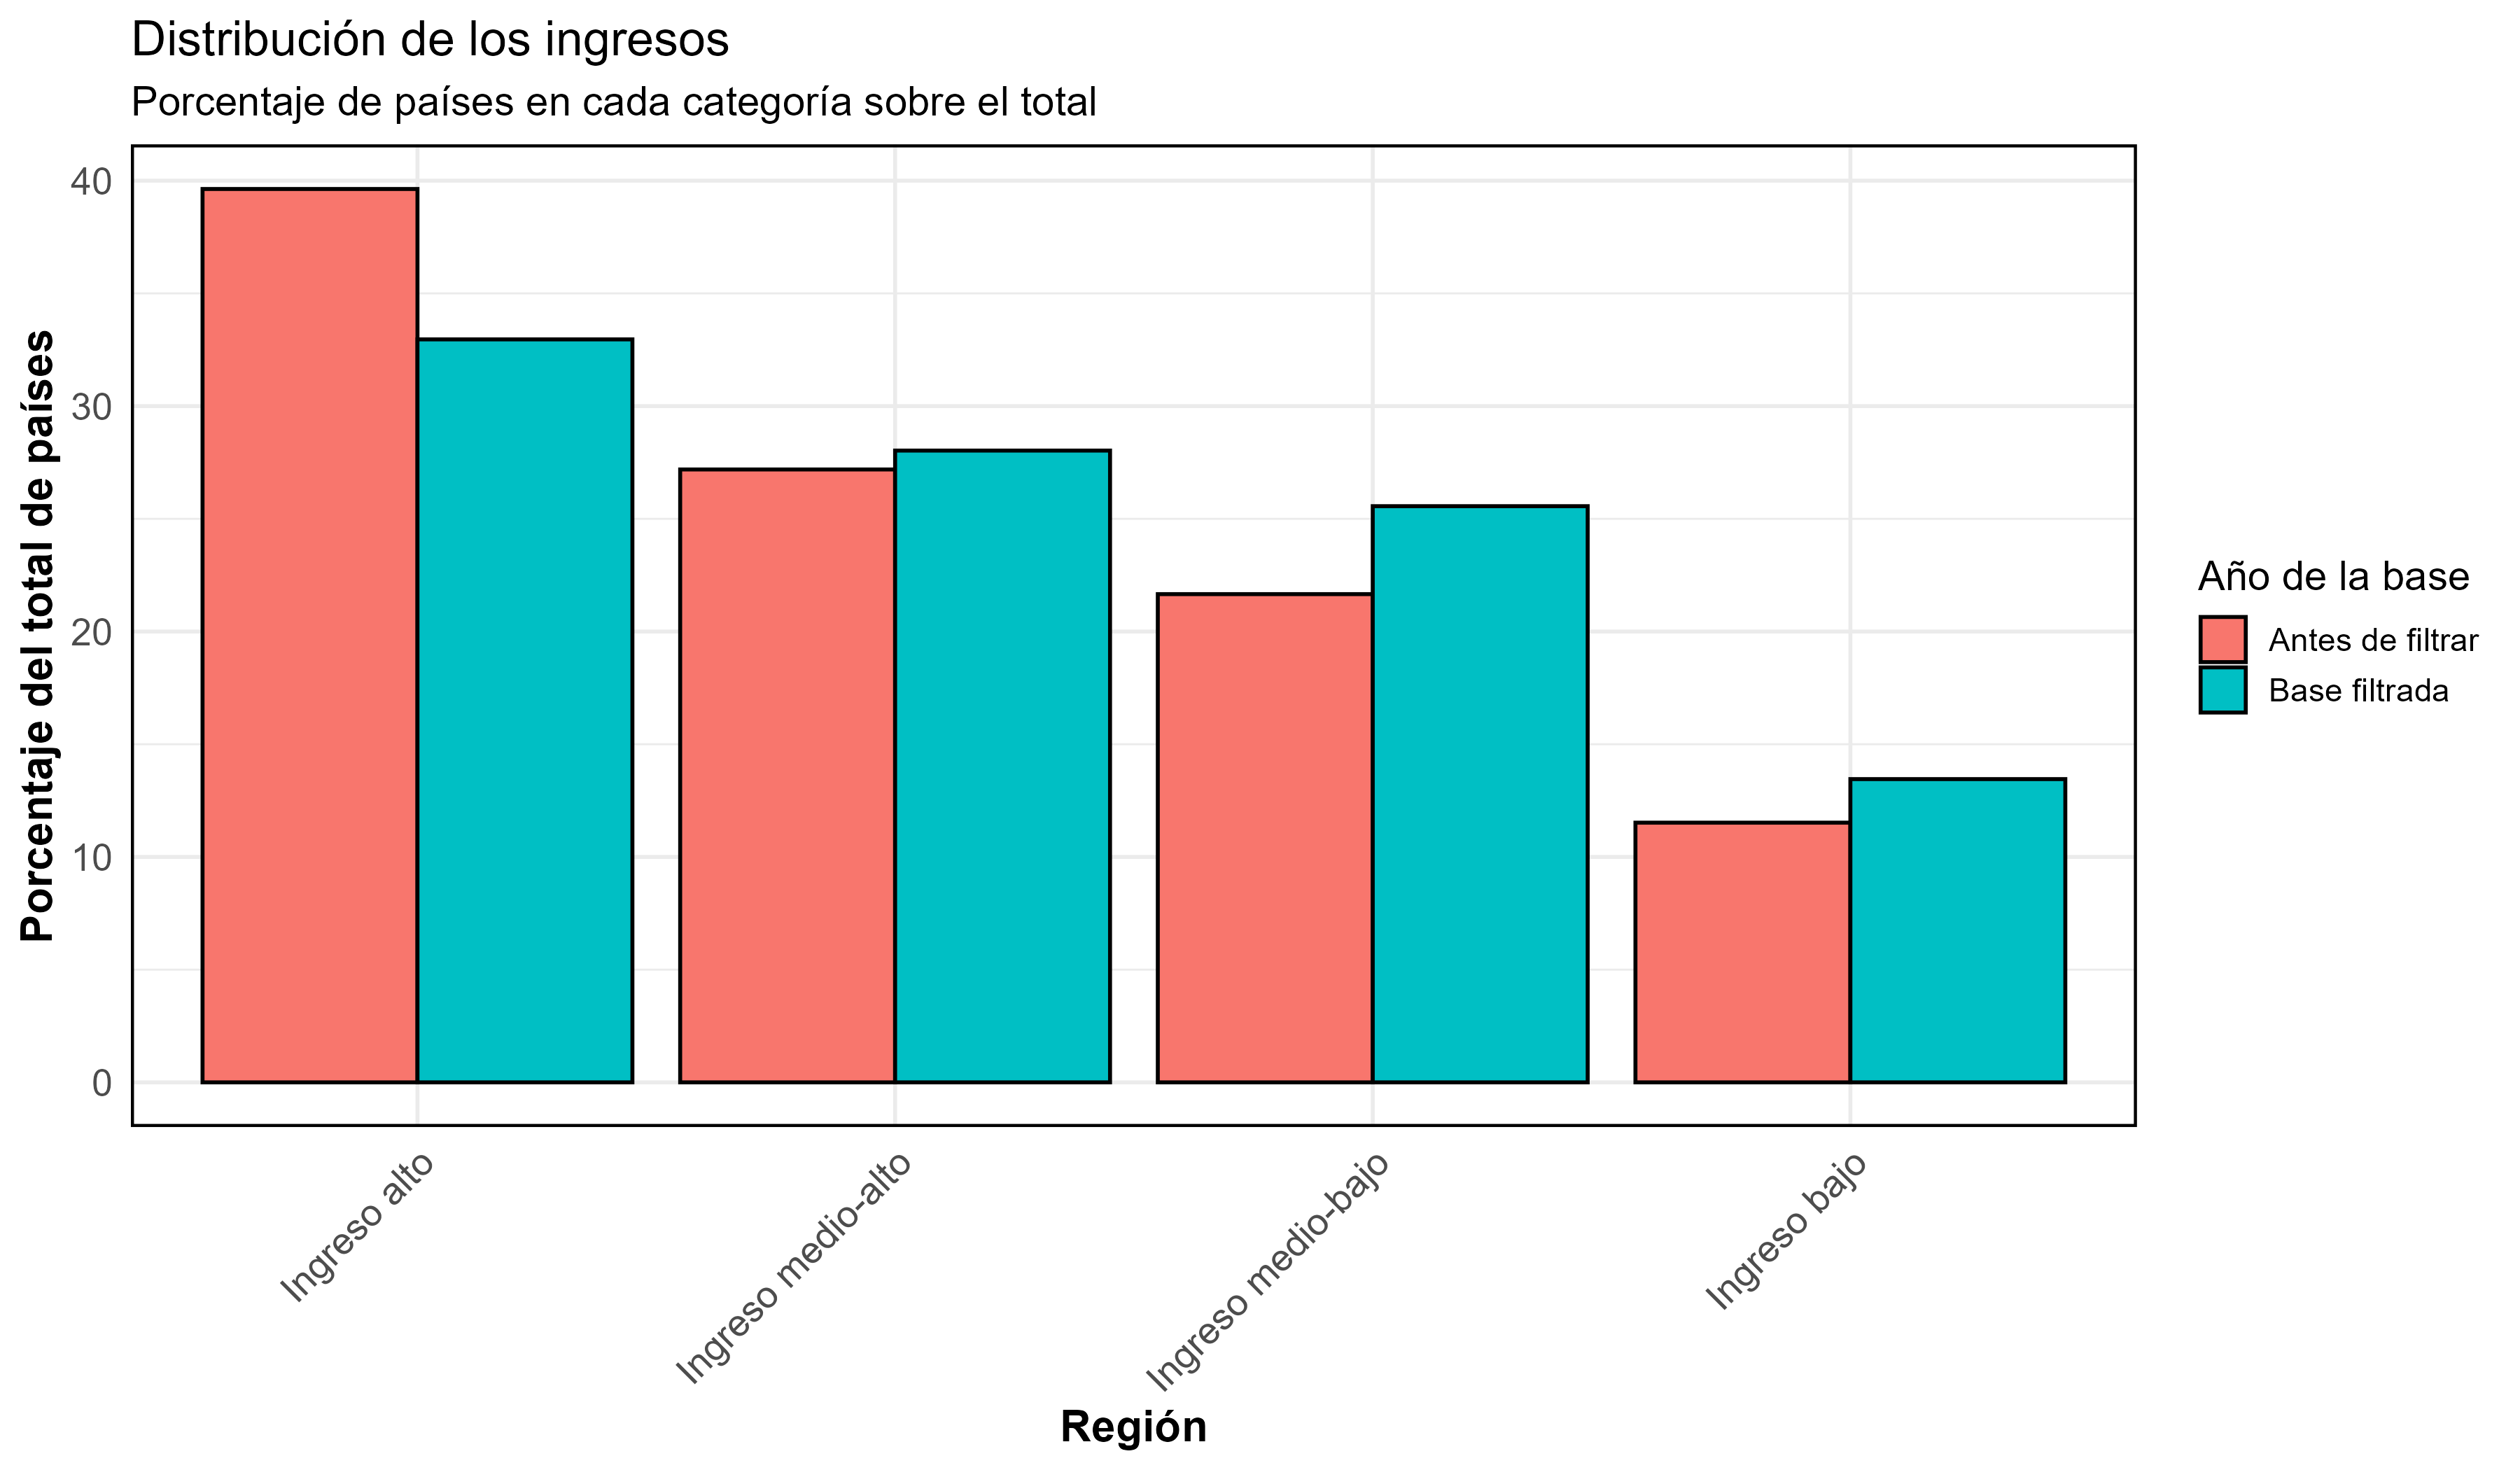 Distribución de los ingresos
Porcentaje de países en cada categoría sobre el total
Porcentaje del total de países
40
30
20
10
0
Ingreso alto
Ingreso medio-alto
Ingreso medio-bajo
Ingreso bajo
Región
Año de la base
Antes de filtrar
Base filtrada